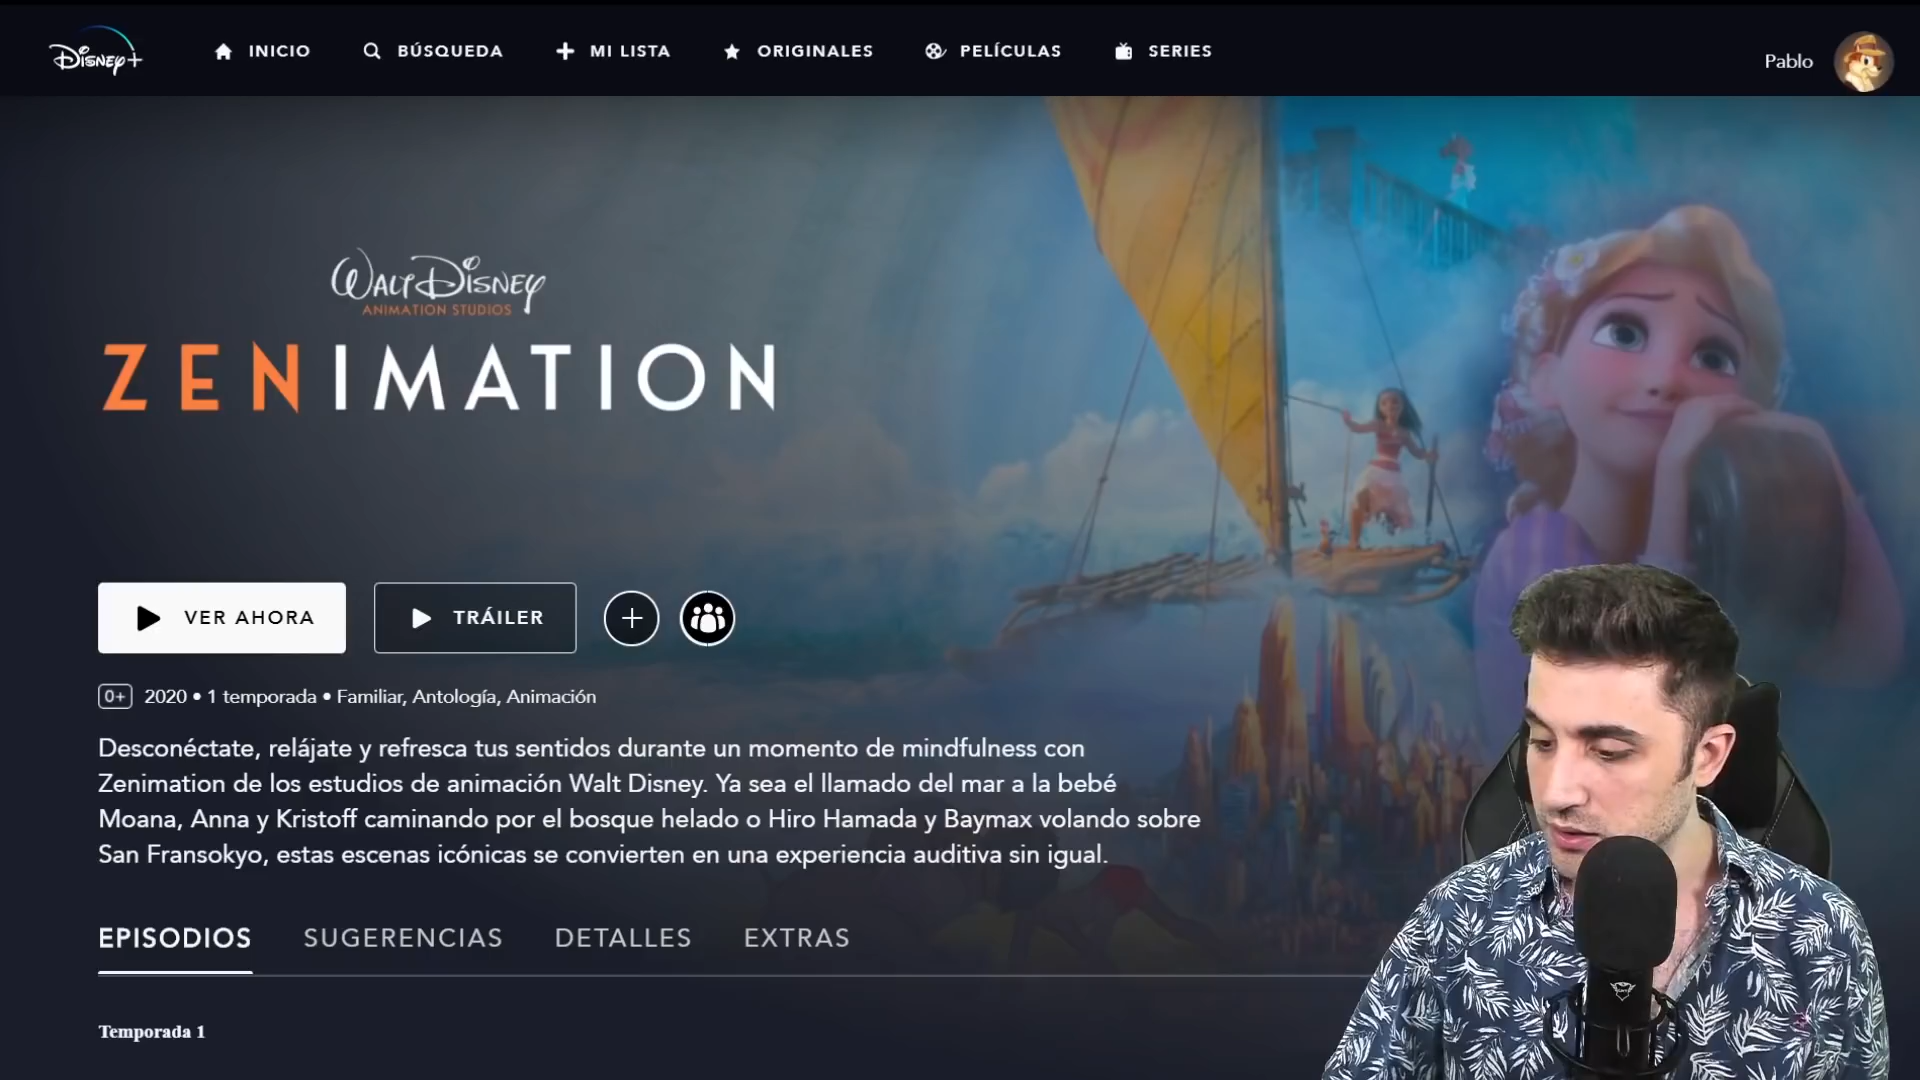 Disney+
INICIO
BÚSQUEDA
MI LISTA
ORIGINALES
PELÍCULAS
SERIES
Pablo
WALT DISNEY
ANIMATION STUDIOS
ZENIMATION
VER AHORA
TRÁILER
0+ 2020 • 1 temporada • Familiar, Antología, Animación
Desconéctate, relájate y refresca tus sentidos durante un momento de mindfulness con
Zenimation de los estudios de animación Walt Disney. Ya sea el llamado del mar a la bebé
Moana, Anna y Kristoff caminando por el bosque helado o Hiro Hamada y Baymax volando sobre
San Fransokyo, estas escenas icónicas se convierten en una experiencia auditiva sin igual.
EPISODIOS
SUGERENCIAS
DETALLES
EXTRAS
Temporada 1